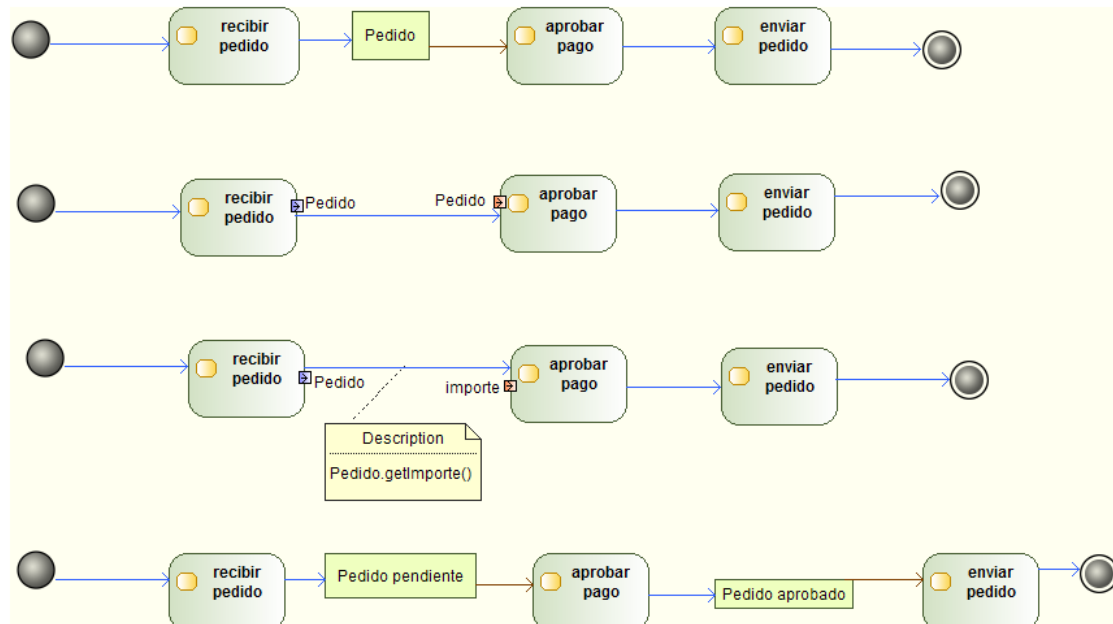 recibir
pedido
Pedido
aprobar
pago
enviar
pedido
recibir
pedido
Pedido
Pedido
aprobar
pago
enviar
pedido
recibir
pedido
Pedido
importe
aprobar
pago
enviar
pedido
Description
Pedido.getImporte()
recibir
pedido
Pedido pendiente
aprobar
pago
Pedido aprobado
enviar
pedido